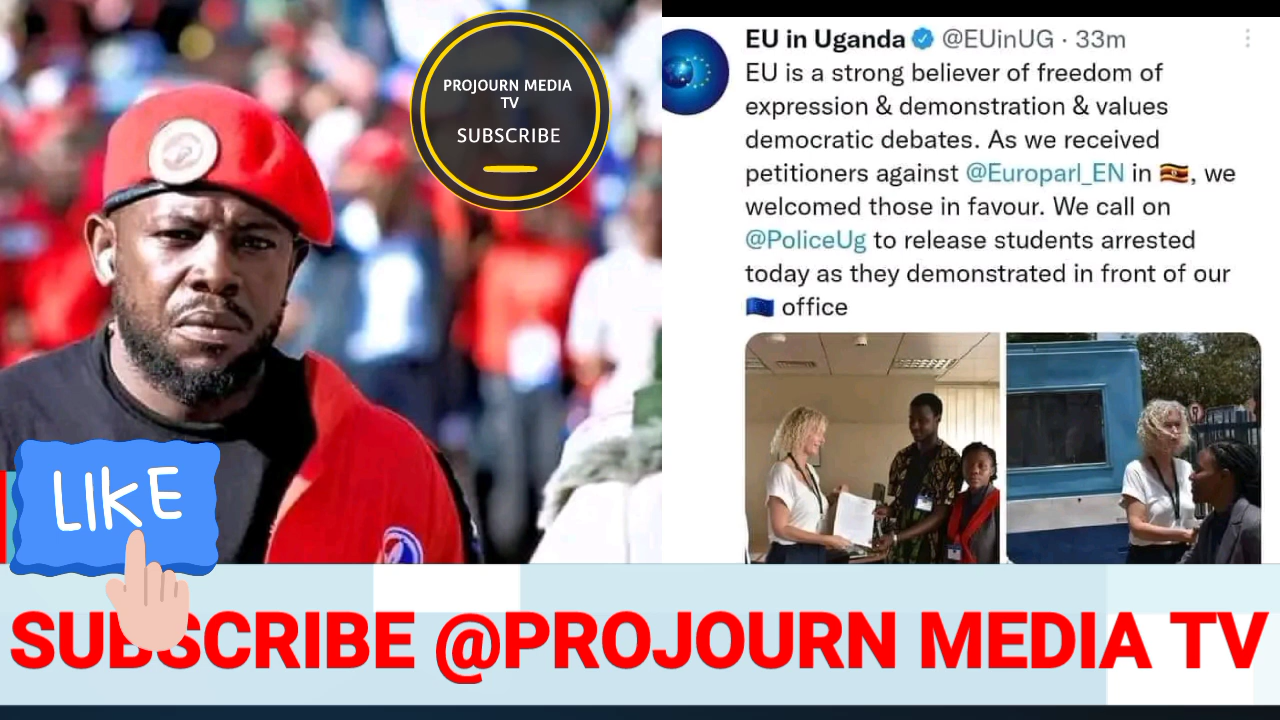 PROJOURN MEDIA
TV
SUBSCRIBE
EU in Uganda @EUinUG · 33m
EU is a strong believer of freedom of
expression & demonstration & values
democratic debates. As we received
petitioners against @Europarl_EN in 🇺🇬, we
welcomed those in favour. We call on
@PoliceUg to release students arrested
today as they demonstrated in front of our
🇪🇺 office
LIKE
SUBSCRIBE @PROJOURN MEDIA TV